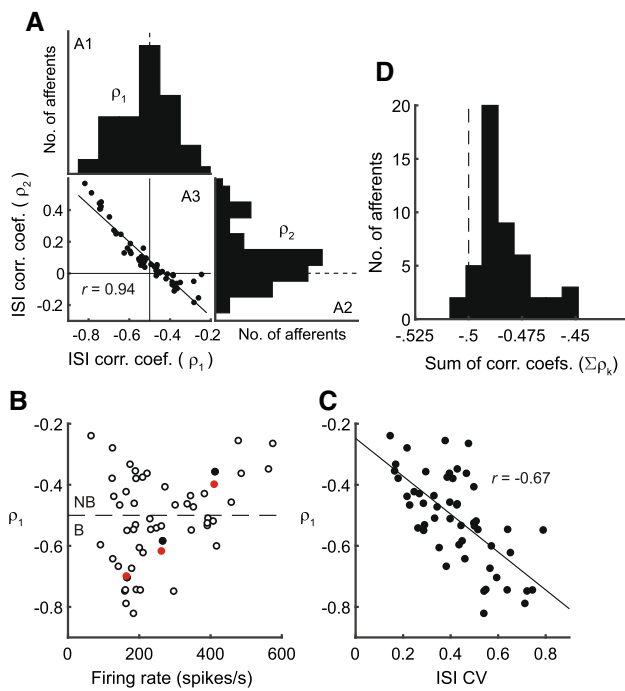 A
A1
No. of afferents
ρ1
D
No. of afferents
20
15
10
5
0
-.525
-.5
-.475
-.45
Sum of corr. coefs. (Σρk)
ISI corr. coef. ( ρ2)
0.4
0.2
0
-0.2
A3
r = 0.94
-0.8
-0.6
-0.4
-0.2
ISI corr. coef. ( ρ1)
ρ2
A2
No. of afferents
B
ρ1
-0.2
-0.4
-0.6
-0.8
NB
B
0
200
400
600
Firing rate (spikes/s)
C
ρ1
-0.2
-0.4
-0.6
-0.8
r = -0.67
0
0.2
0.4
0.6
0.8
ISI CV